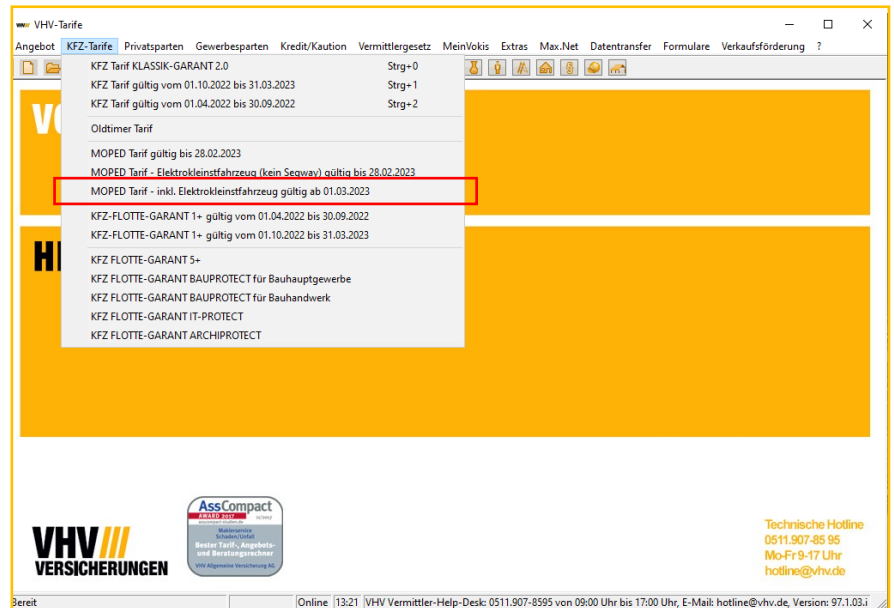 VHV-Tarife
Angebot KFZ-Tarife Privatsparten Gewerbesparten Kredit/Kaution Vermittlergesetz MeinVokis Extras Max.Net Datentransfer Formulare Verkaufsförderung ?
KFZ Tarif KLASSIK-GARANT 2.0 Strg+0
KFZ Tarif gültig vom 01.10.2022 bis 31.03.2023 Strg+1
KFZ Tarif gültig vom 01.04.2022 bis 30.09.2022 Strg+2
Oldtimer Tarif
MOPED Tarif gültig bis 28.02.2023
MOPED Tarif - Elektrokleinstfahrzeug (kein Segway) gültig bis 28.02.2023
MOPED Tarif - inkl. Elektrokleinstfahrzeug gültig ab 01.03.2023
KFZ-FLOTTE-GARANT 1+ gültig vom 01.04.2022 bis 30.09.2022
KFZ-FLOTTE-GARANT 1+ gültig vom 01.10.2022 bis 31.03.2023
KFZ FLOTTE-GARANT 5+
KFZ FLOTTE-GARANT BAUPROTECT für Bauhauptgewerbe
KFZ FLOTTE-GARANT BAUPROTECT für Bauhandwerk
KFZ FLOTTE-GARANT IT-PROTECT
KFZ FLOTTE-GARANT ARCHIPROTECT
AssCompact
AWARD 2017
Maklerservice
Schaden/Unfall
Bester Tarif-, Angebots-
und Beratungsrechner
VHV Allgemeine Versicherung AG
VHV
VERSICHERUNGEN
Technische Hotline
0511.907-85 95
Mo-Fr 9-17 Uhr
hotline@vhv.de
Bereit Online 13:21 VHV Vermittler-Help-Desk: 0511.907-8595 von 09:00 Uhr bis 17:00 Uhr, E-Mail: hotline@vhv.de, Version: 97.1.03.i